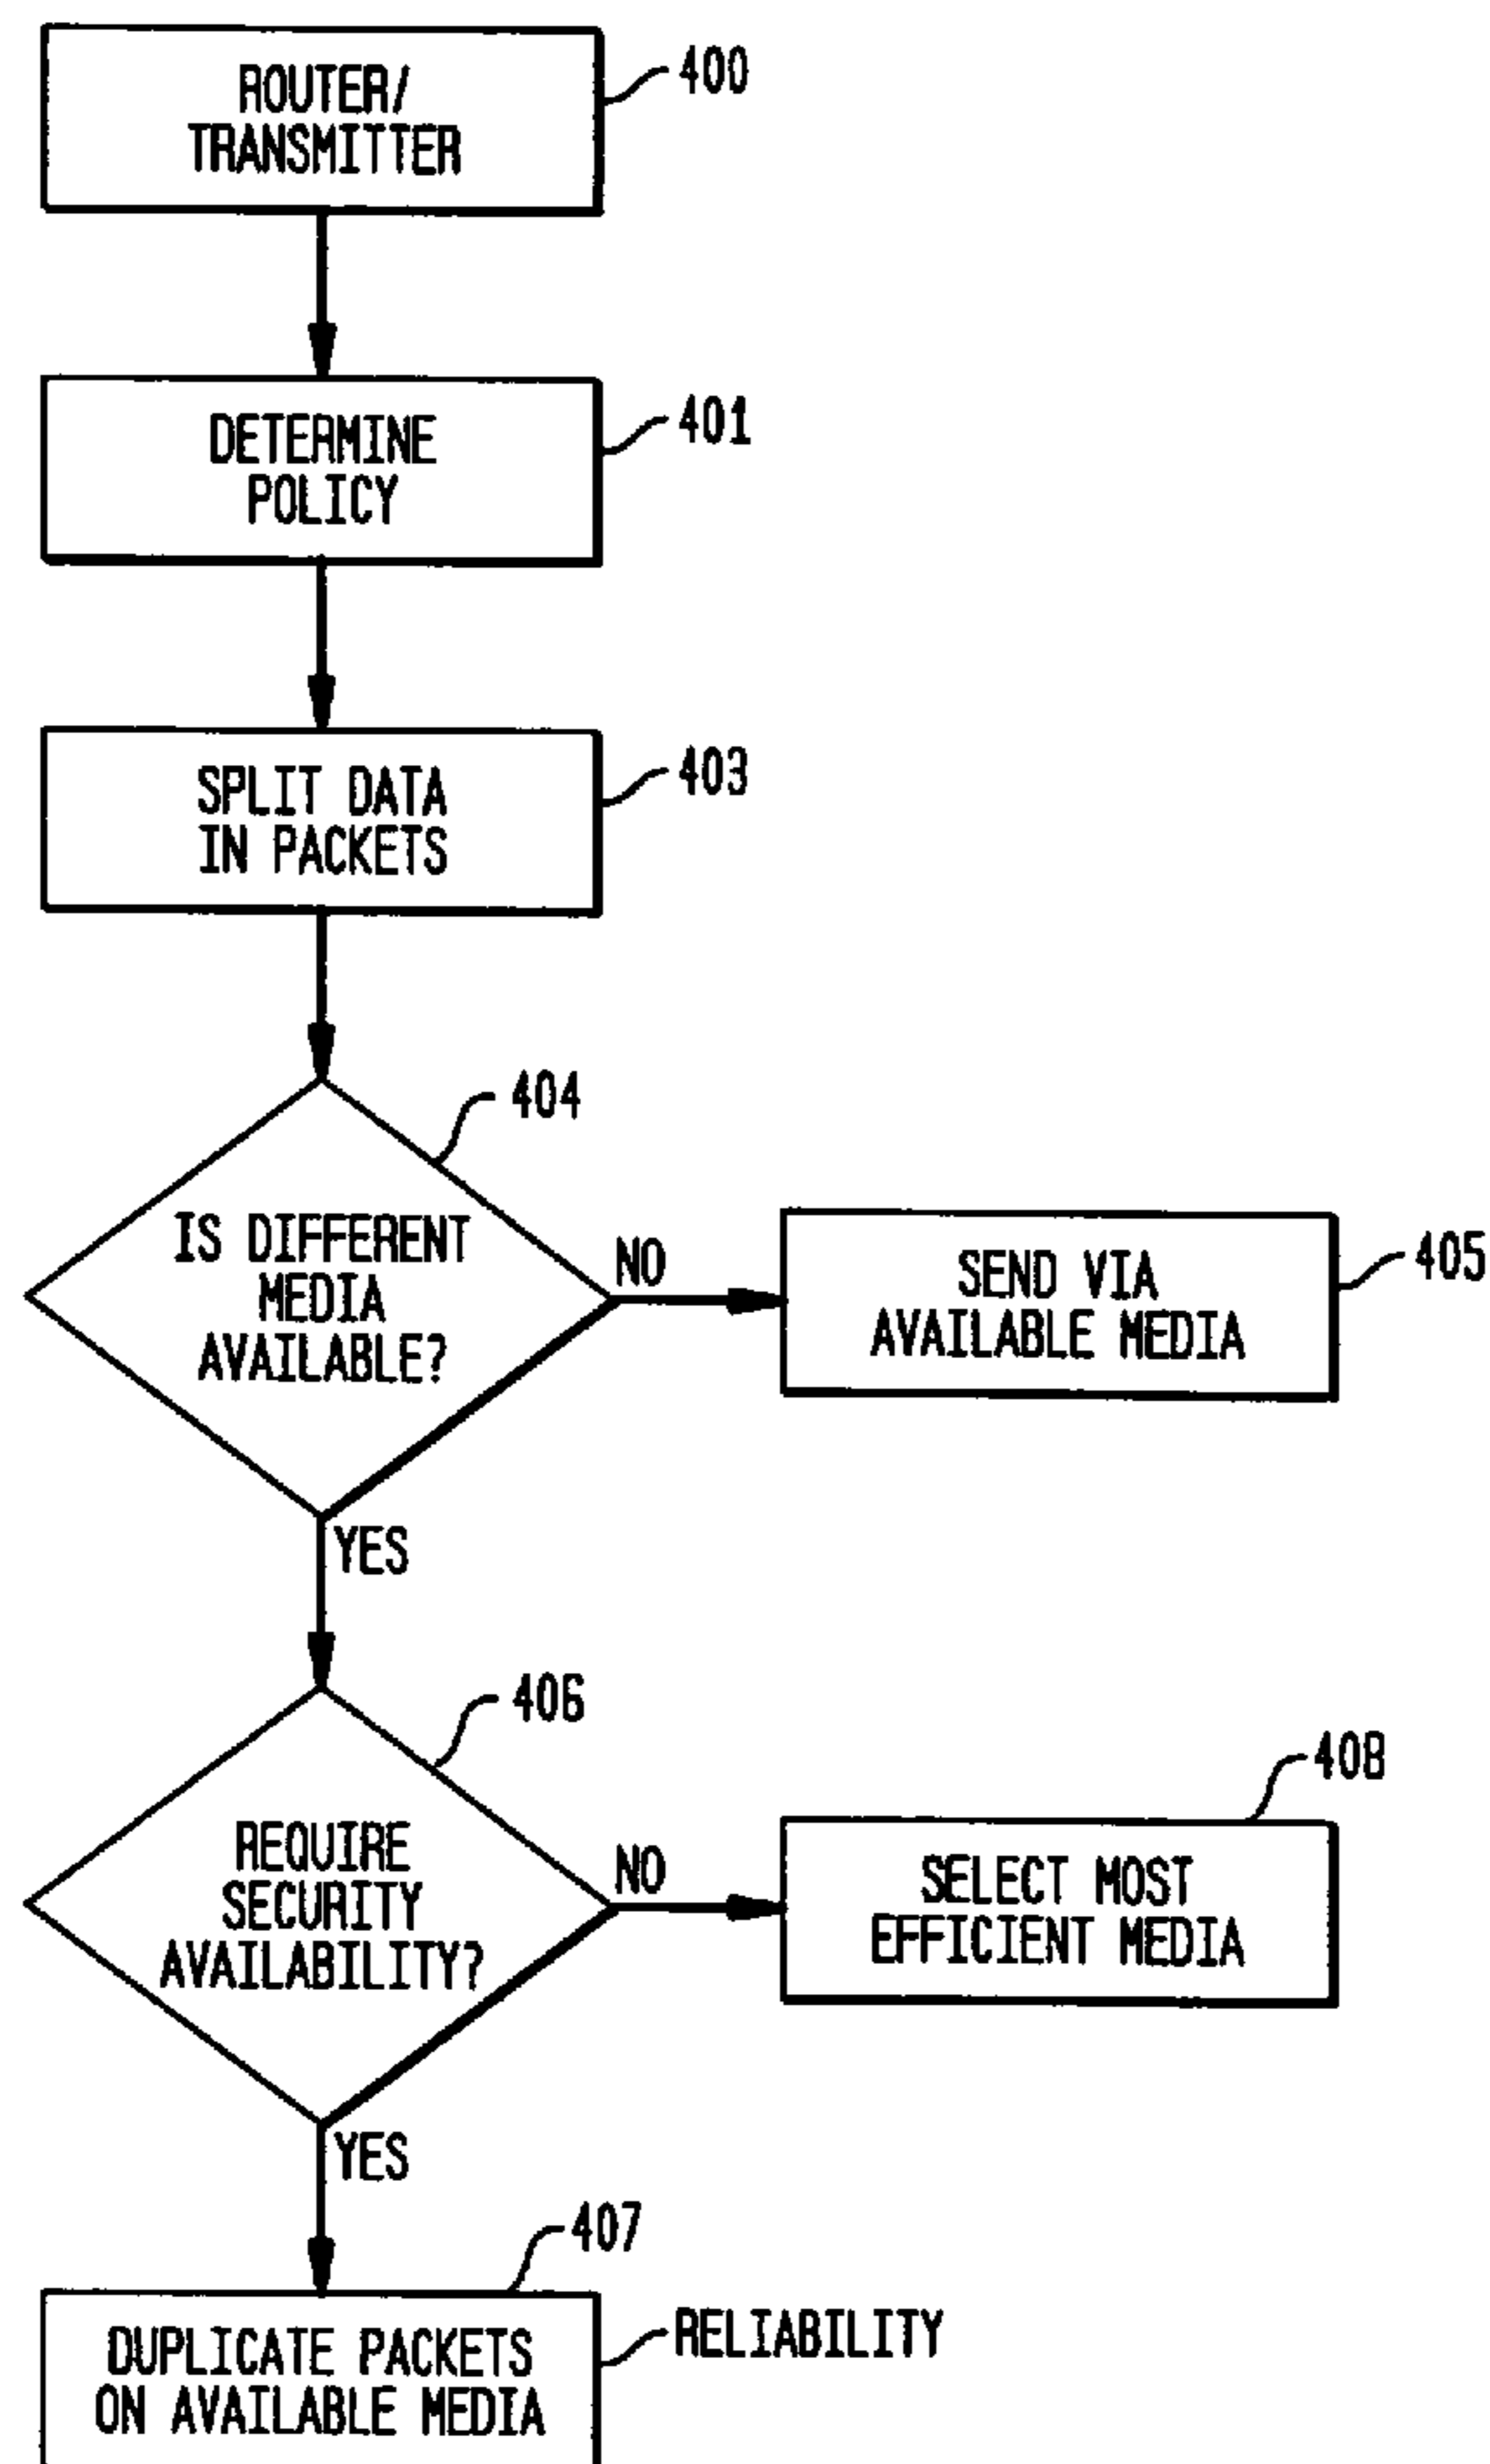 ROUTER/
TRANSMITTER
400
DETERMINE
POLICY
401
SPLIT DATA
IN PACKETS
403
404
IS DIFFERENT
MEDIA
AVAILABLE?
NO
SEND VIA
AVAILABLE MEDIA
405
YES
406
REQUIRE
SECURITY
AVAILABILITY?
NO
408
SELECT MOST
EFFICIENT MEDIA
YES
407
DUPLICATE PACKETS
ON AVAILABLE MEDIA
RELIABILITY